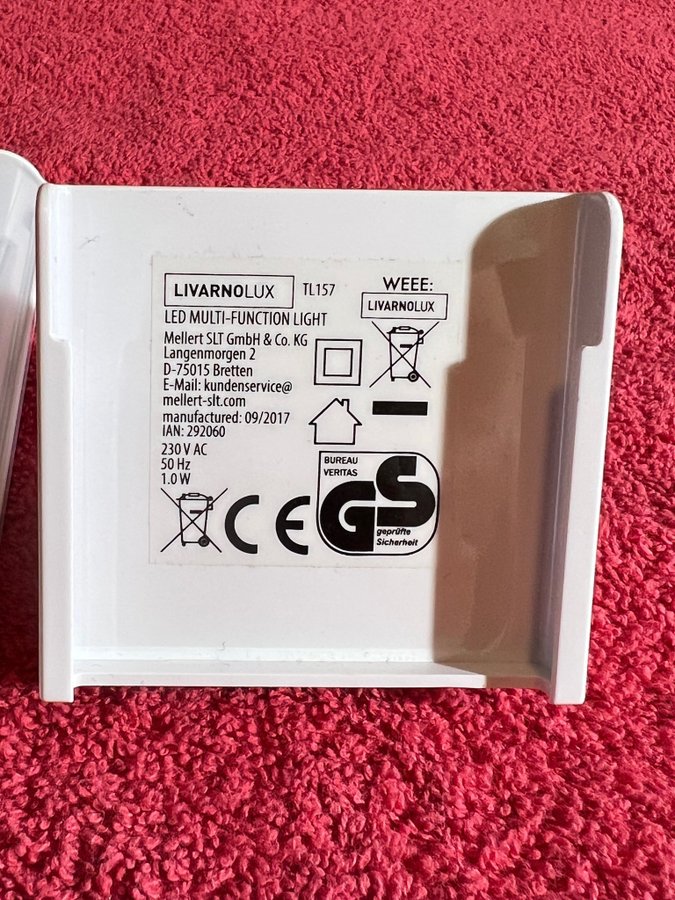 LIVARNOLUX TL157
LED MULTI-FUNCTION LIGHT
Mellert SLT GmbH & Co. KG
Langenmorgen 2
D-75015 Bretten
E-Mail: kundenservice@
mellert-slt.com
manufactured: 09/2017
IAN: 292060
230 V AC
50 Hz
1.0 W
WEEE:
LIVARNOLUX
CE
BUREAU
VERITAS
GS
geprüfte
Sicherheit